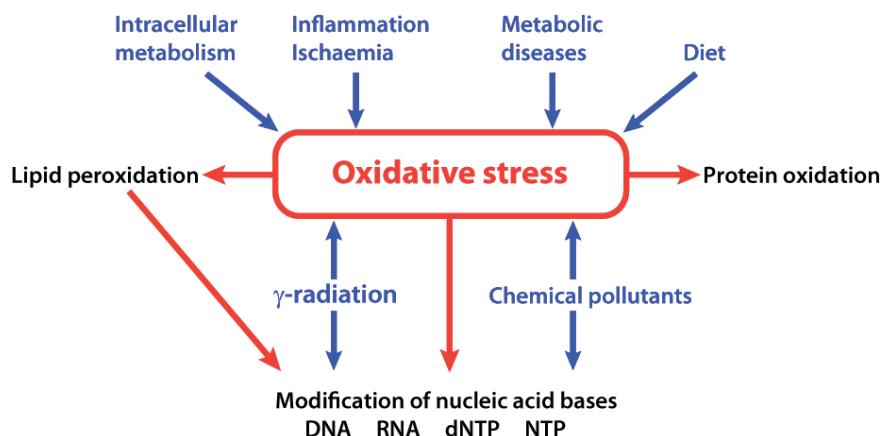 Intracellular
metabolism
Inflammation
Ischaemia
Metabolic
diseases
Diet
Lipid peroxidation
Oxidative stress
Protein oxidation
γ-radiation
Chemical pollutants
Modification of nucleic acid bases
DNA RNA dNTP NTP